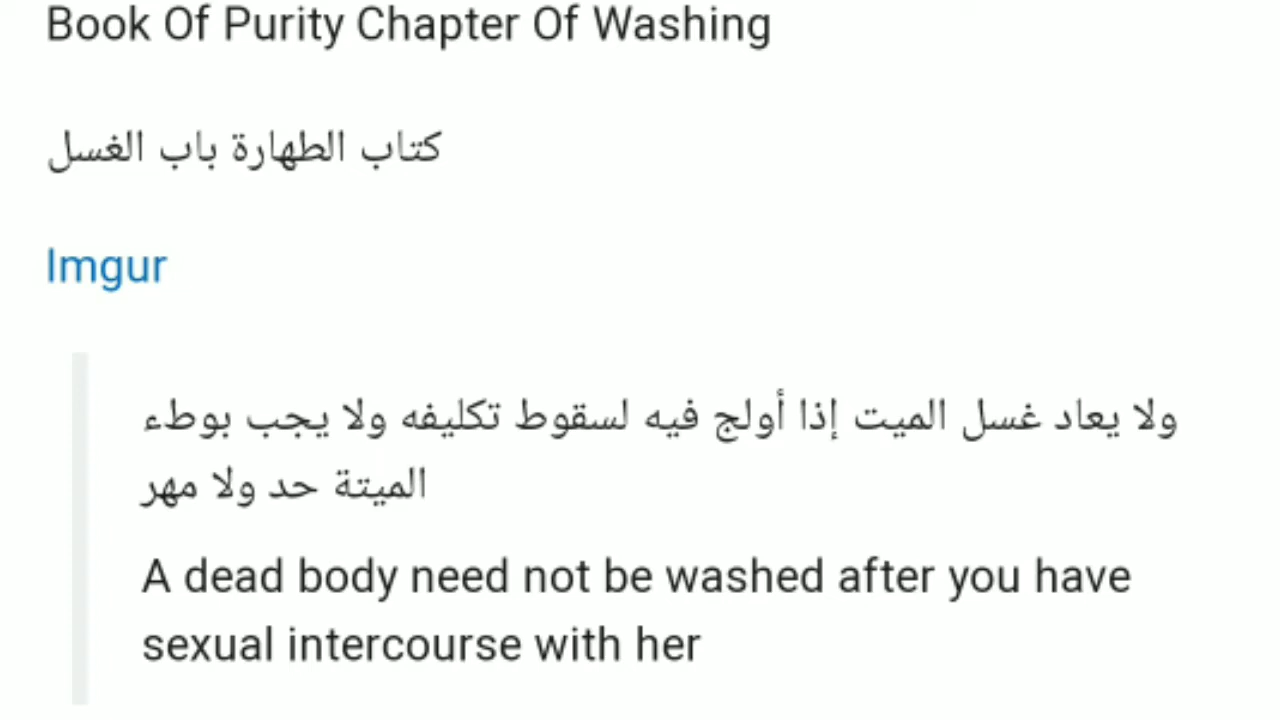 Book Of Purity Chapter Of Washing
كتاب الطهارة باب الغسل
Imgur
ولا يعاد غسل الميت إذا أولج فيه لسقوط تكليفه ولا يجب بوطء
الميتة حد ولا مهر
A dead body need not be washed after you have
sexual intercourse with her